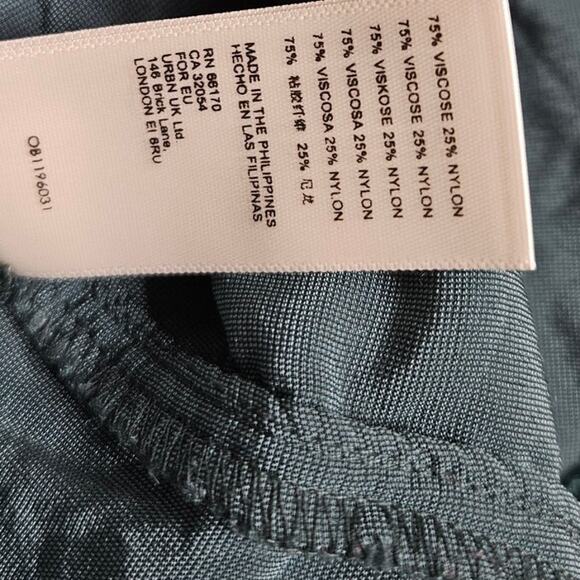 75% VISCOSE 25% NYLON
75% VISCOSE 25% NYLON
75% VISKOSE 25% NYLON
75% VISCOSA 25% NYLON
75% VISCOSA 25% NYLON
75% 粘胶纤维 25% 尼龙
MADE IN THE PHILIPPINES
HECHO EN LAS FILIPINAS
RN 66170
CA 32054
FOR EU
URBN UK Ltd
146 Brick Lane,
LONDON E1 6RU
OB1196031